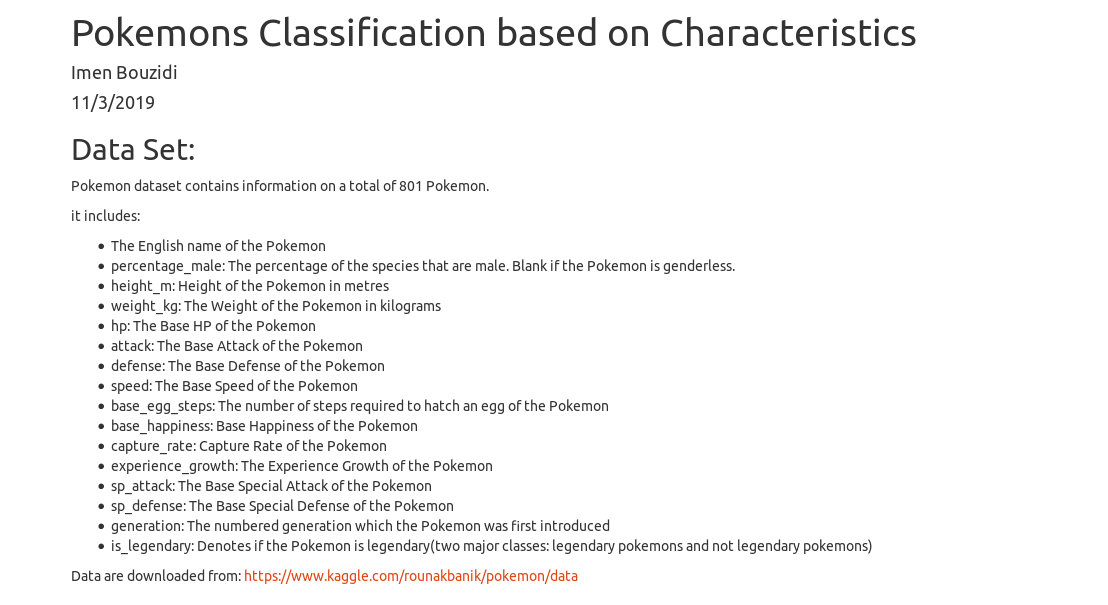 Pokemons Classification based on Characteristics
Imen Bouzidi
11/3/2019
Data Set:
Pokemon dataset contains information on a total of 801 Pokemon.
it includes:
• The English name of the Pokemon
• percentage_male: The percentage of the species that are male. Blank if the Pokemon is genderless.
• height_m: Height of the Pokemon in metres
• weight_kg: The Weight of the Pokemon in kilograms
• hp: The Base HP of the Pokemon
• attack: The Base Attack of the Pokemon
• defense: The Base Defense of the Pokemon
• speed: The Base Speed of the Pokemon
• base_egg_steps: The number of steps required to hatch an egg of the Pokemon
• base_happiness: Base Happiness of the Pokemon
• capture_rate: Capture Rate of the Pokemon
• experience_growth: The Experience Growth of the Pokemon
• sp_attack: The Base Special Attack of the Pokemon
• sp_defense: The Base Special Defense of the Pokemon
• generation: The numbered generation which the Pokemon was first introduced
• is_legendary: Denotes if the Pokemon is legendary(two major classes: legendary pokemons and not legendary pokemons)
Data are downloaded from: https://www.kaggle.com/rounakbanik/pokemon/data